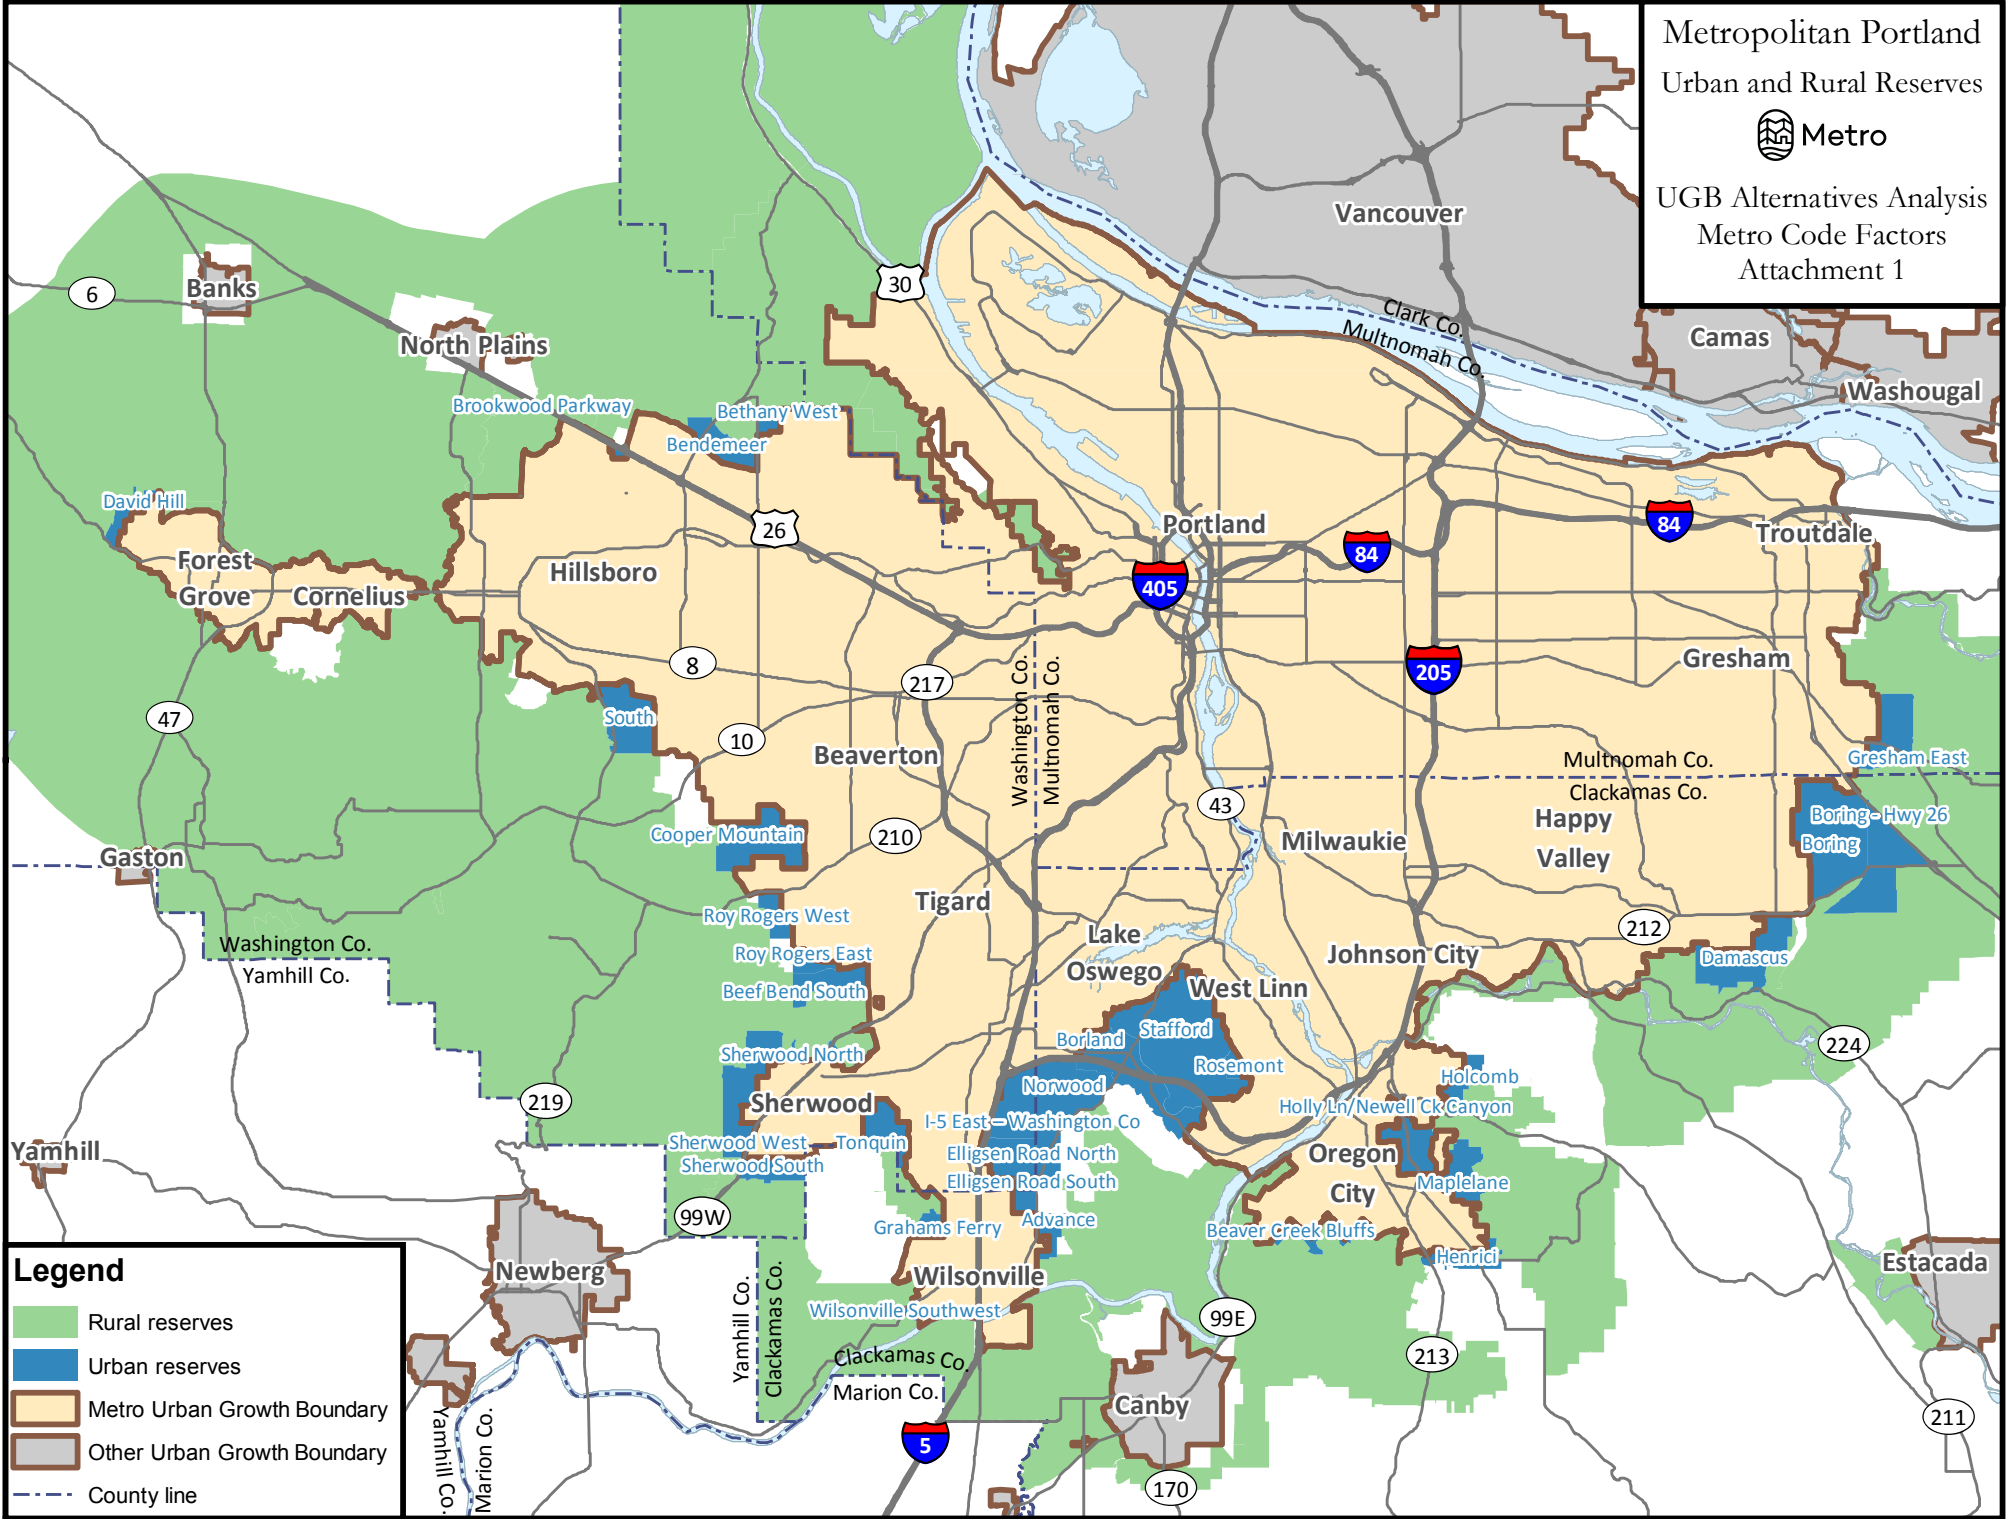 Metropolitan Portland
Urban and Rural Reserves
Metro
UGB Alternatives Analysis
Metro Code Factors
Attachment 1
Vancouver
Clark Co.
Multnomah Co.
Camas
Washougal
30
6
Banks
North Plains
Brookwood Parkway
Bethany West
Bendemeer
David Hill
26
Portland
84
84
Troutdale
Forest
Grove
Cornelius
Hillsboro
405
8
217
Washington Co.
Multnomah Co.
205
Gresham
47
South
10
Beaverton
Multnomah Co.
Clackamas Co.
Gresham East
43
Cooper Mountain
210
Milwaukie
Happy
Valley
Boring - Hwy 26
Boring
Gaston
Tigard
Roy Rogers West
Roy Rogers East
Beef Bend South
Lake
Oswego
West Linn
Johnson City
212
Damascus
Washington Co.
Yamhill Co.
Sherwood North
Borland
Stafford
Rosemont
Norwood
Holcomb
224
219
Sherwood
I-5 East – Washington Co
Holly Ln/Newell Ck Canyon
Yamhill
Sherwood West
Tonquin
Sherwood South
Elligsen Road North
Elligsen Road South
Oregon
City
Maplelane
99W
Grahams Ferry
Advance
Beaver Creek Bluffs
Henrici
Newberg
Wilsonville
Wilsonville Southwest
Estacada
99E
Yamhill Co.
Clackamas Co.
Clackamas Co.
Marion Co.
213
Canby
5
170
211
Yamhill Co.
Marion Co.
Legend
Rural reserves
Urban reserves
Metro Urban Growth Boundary
Other Urban Growth Boundary
County line